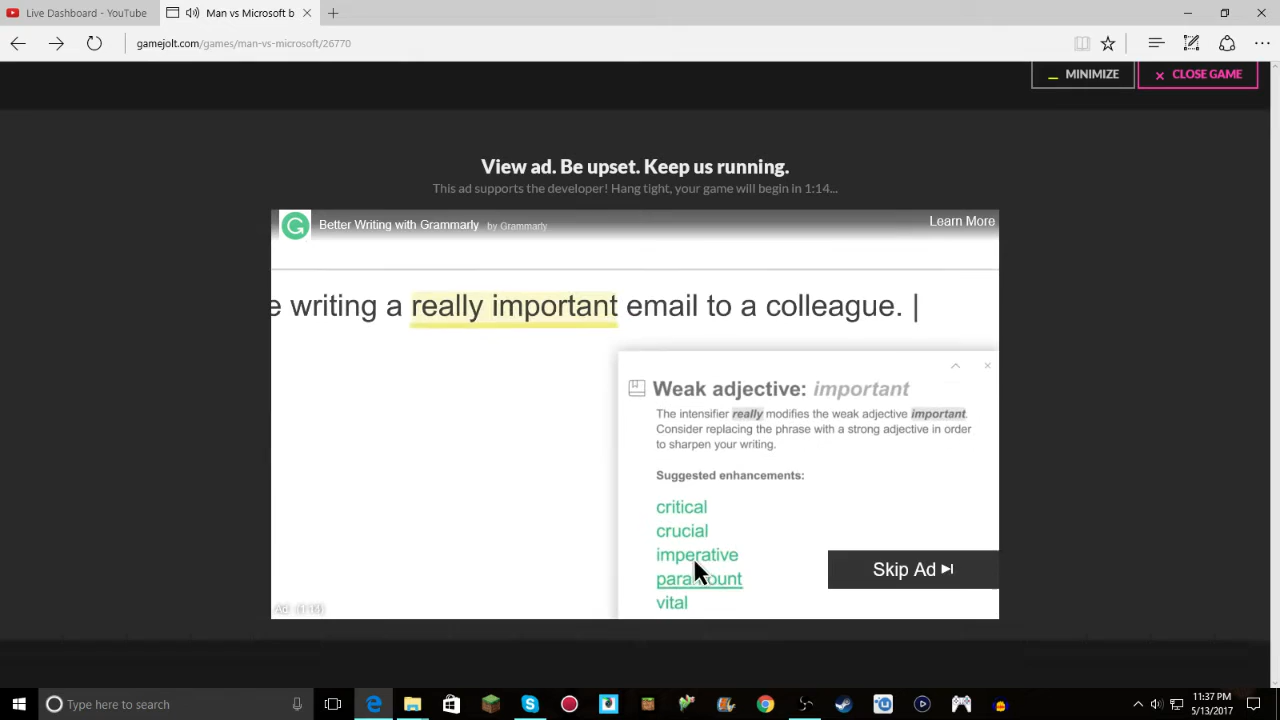 Live Dashboard - YouTube
Man vs Microsoft b
gamejolt.com/games/man-vs-microsoft/26770
MINIMIZE
CLOSE GAME
View ad. Be upset. Keep us running.
This ad supports the developer! Hang tight, your game will begin in 1:14...
Better Writing with Grammarly by Grammarly
Learn More
e writing a really important email to a colleague. |
Weak adjective: important
The intensifier really modifies the weak adjective important.
Consider replacing the phrase with a strong adjective in order
to sharpen your writing.
Suggested enhancements:
critical
crucial
imperative
paramount
vital
Skip Ad
Ad: (1:14)
Type here to search
11:37 PM
5/13/2017